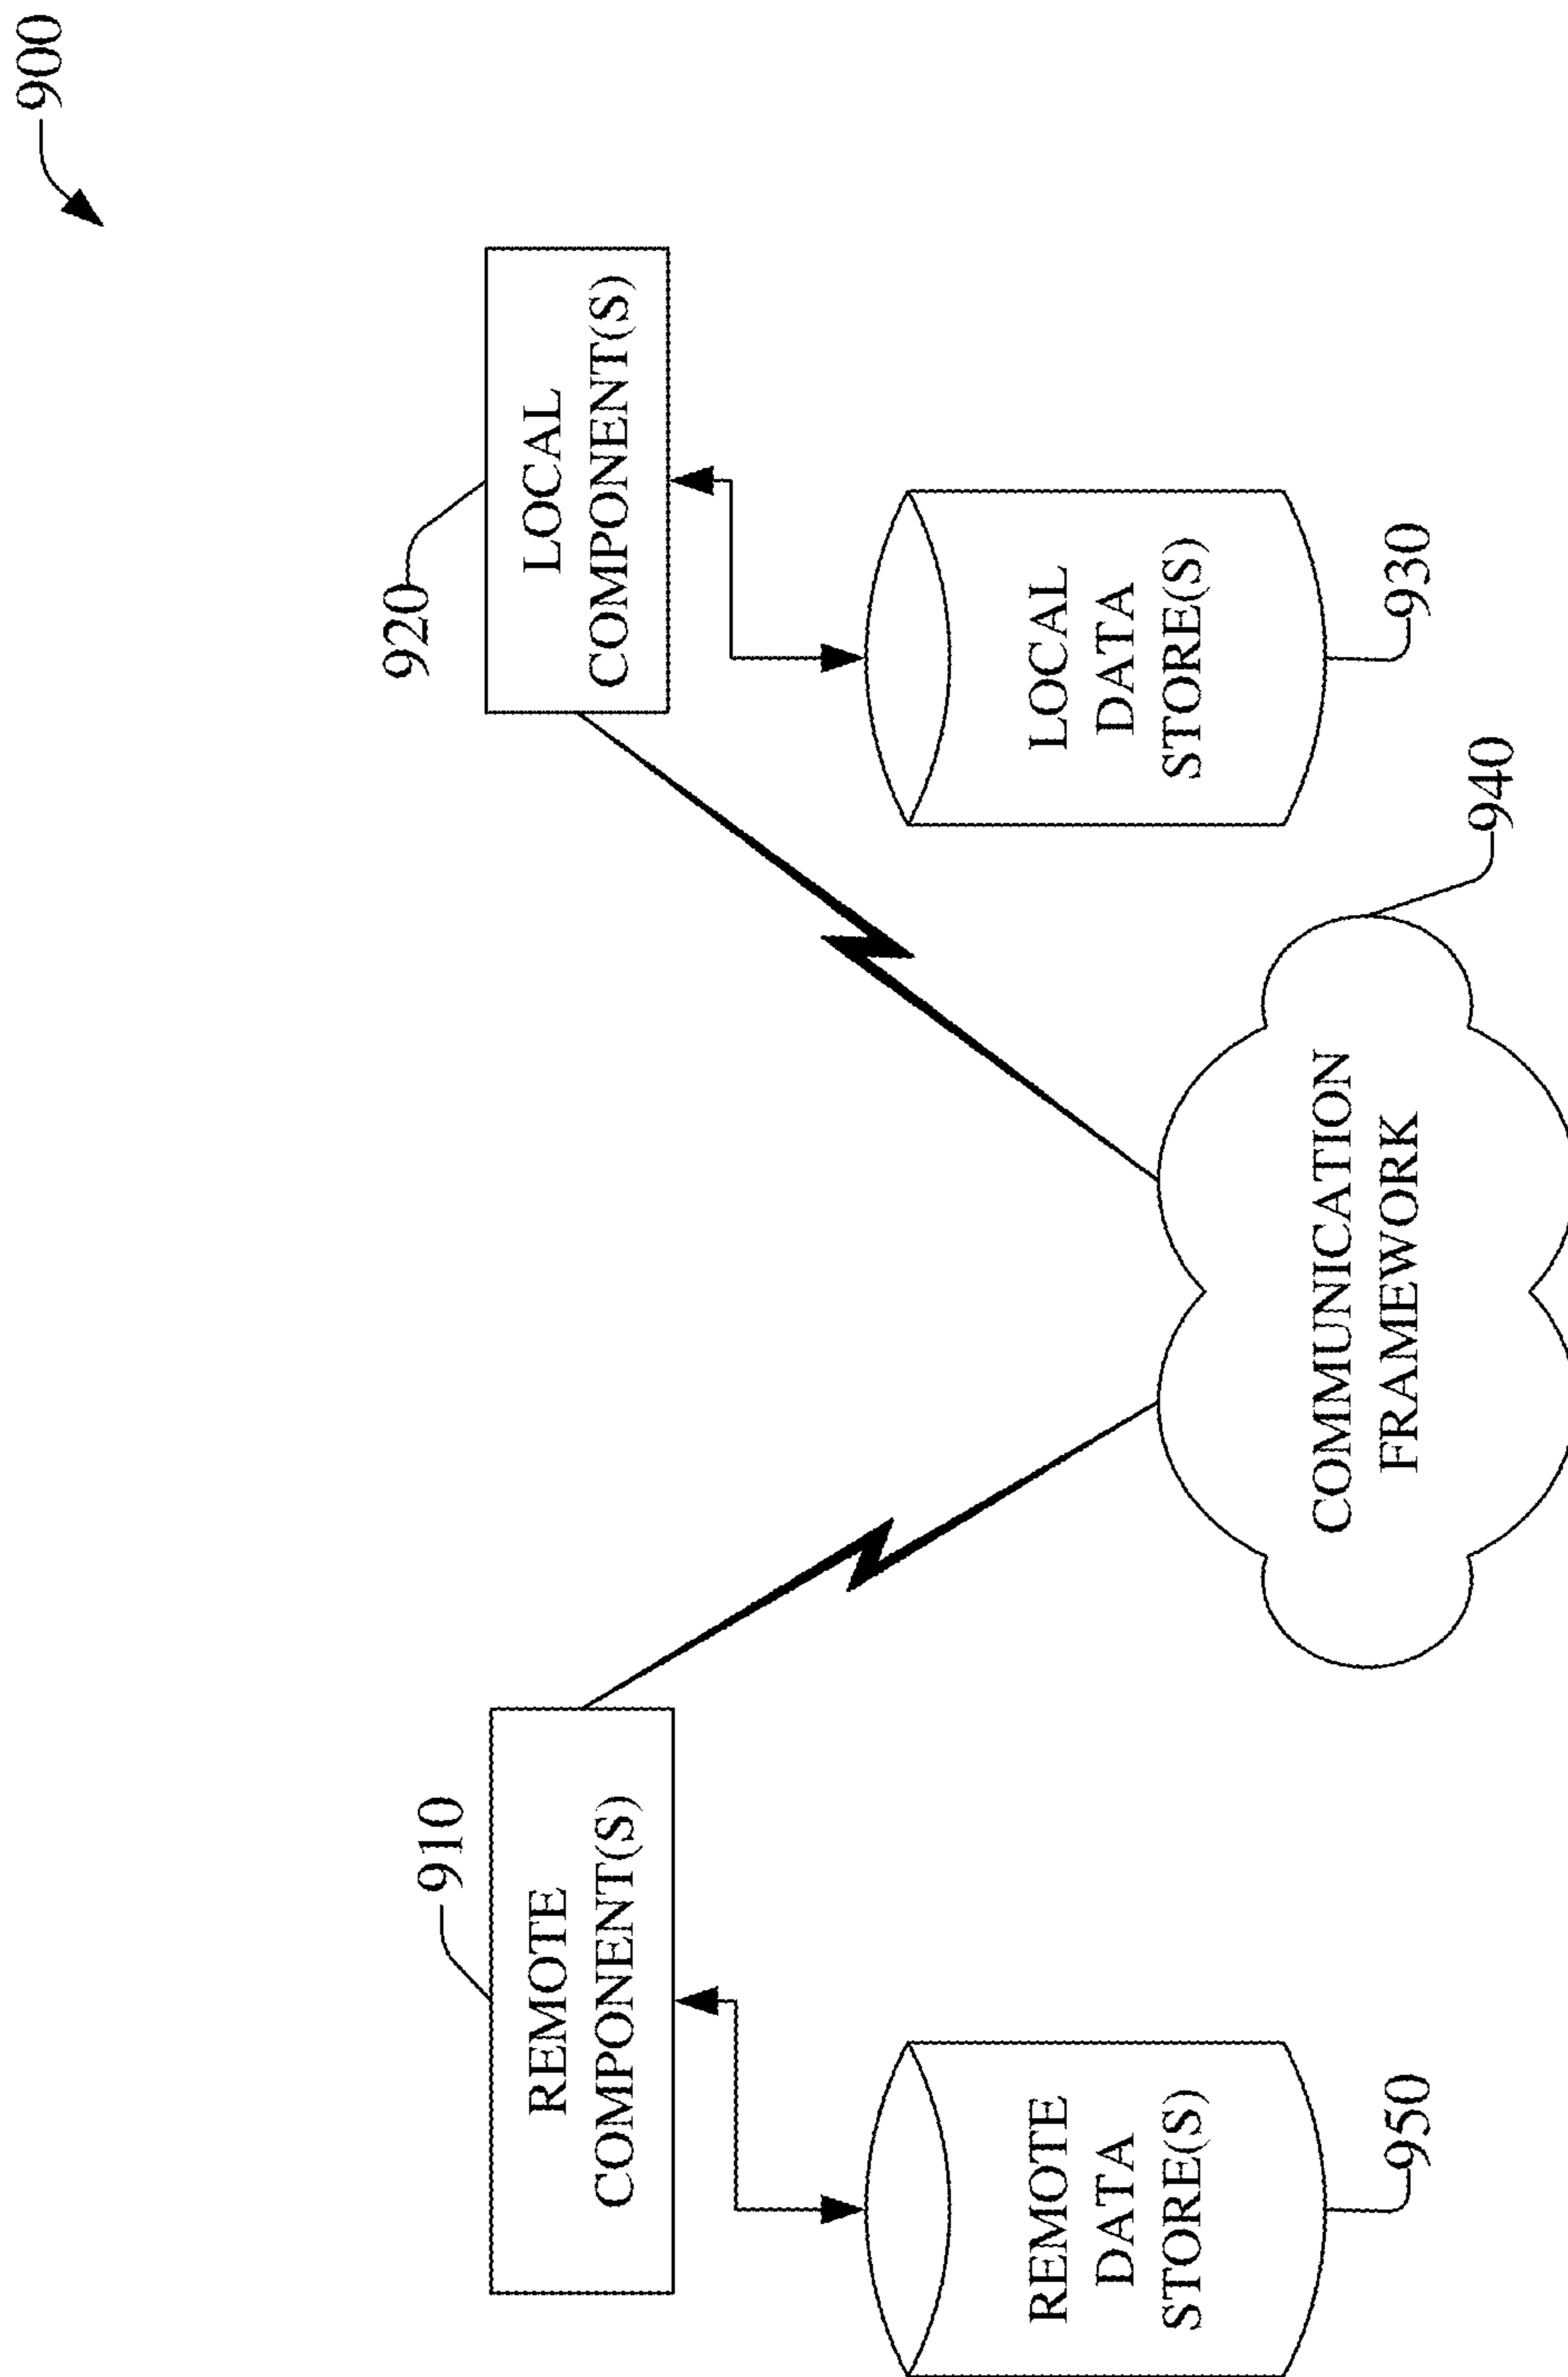 900
910
REMOTE
COMPONENT(S)
920
LOCAL
COMPONENT(S)
REMOTE
DATA
STORE(S)
950
LOCAL
DATA
STORE(S)
930
COMMUNICATION
FRAMEWORK
940